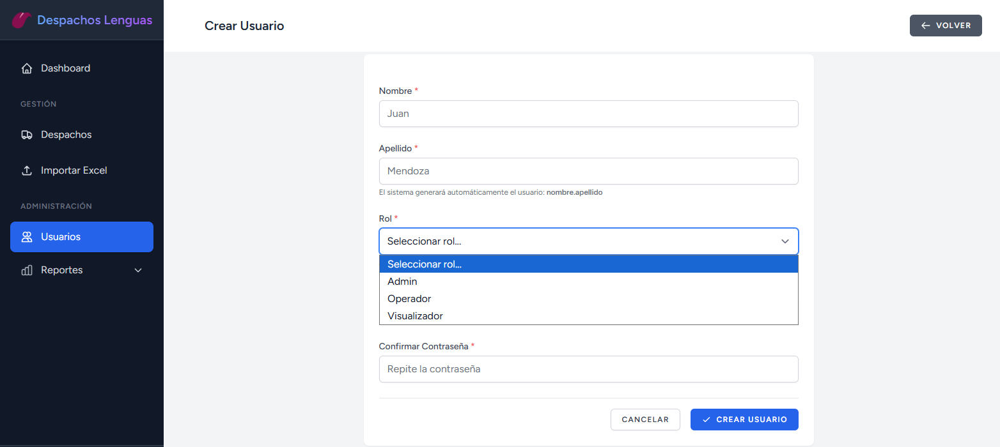 Despachos Lenguas
Dashboard
GESTIÓN
Despachos
Importar Excel
ADMINISTRACIÓN
Usuarios
Reportes
Crear Usuario
VOLVER
Nombre *
Juan
Apellido *
Mendoza
El sistema generará automáticamente el usuario: nombre.apellido
Rol *
Seleccionar rol...
Seleccionar rol...
Admin
Operador
Visualizador
Confirmar Contraseña *
Repite la contraseña
CANCELAR
CREAR USUARIO